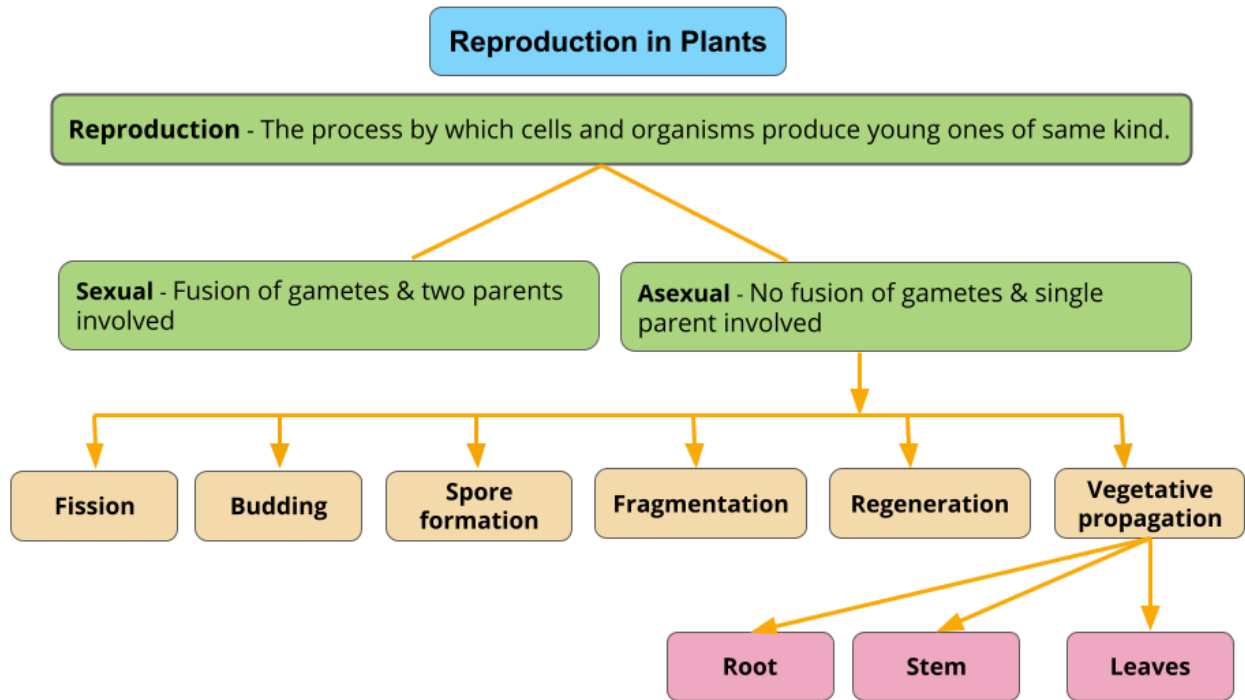 Reproduction in Plants
Reproduction - The process by which cells and organisms produce young ones of same kind.
Sexual - Fusion of gametes & two parents
involved
Asexual - No fusion of gametes & single
parent involved
Fission
Budding
Spore
formation
Fragmentation
Regeneration
Vegetative
propagation
Root
Stem
Leaves